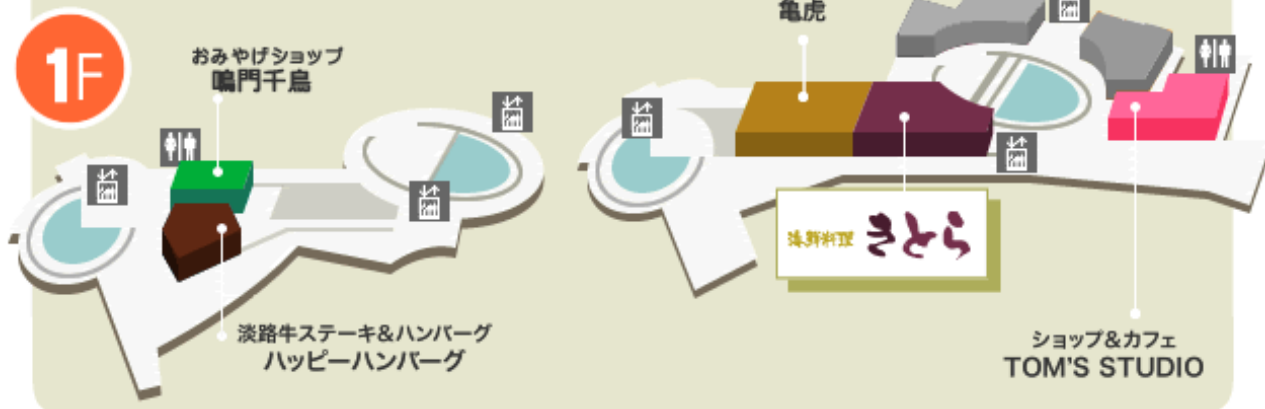 1F
おみやげショップ
鳴門千鳥
淡路牛ステーキ&ハンバーグ
ハッピーハンバーグ
亀虎
海鮮料理 きとら
ショップ&カフェ
TOM'S STUDIO